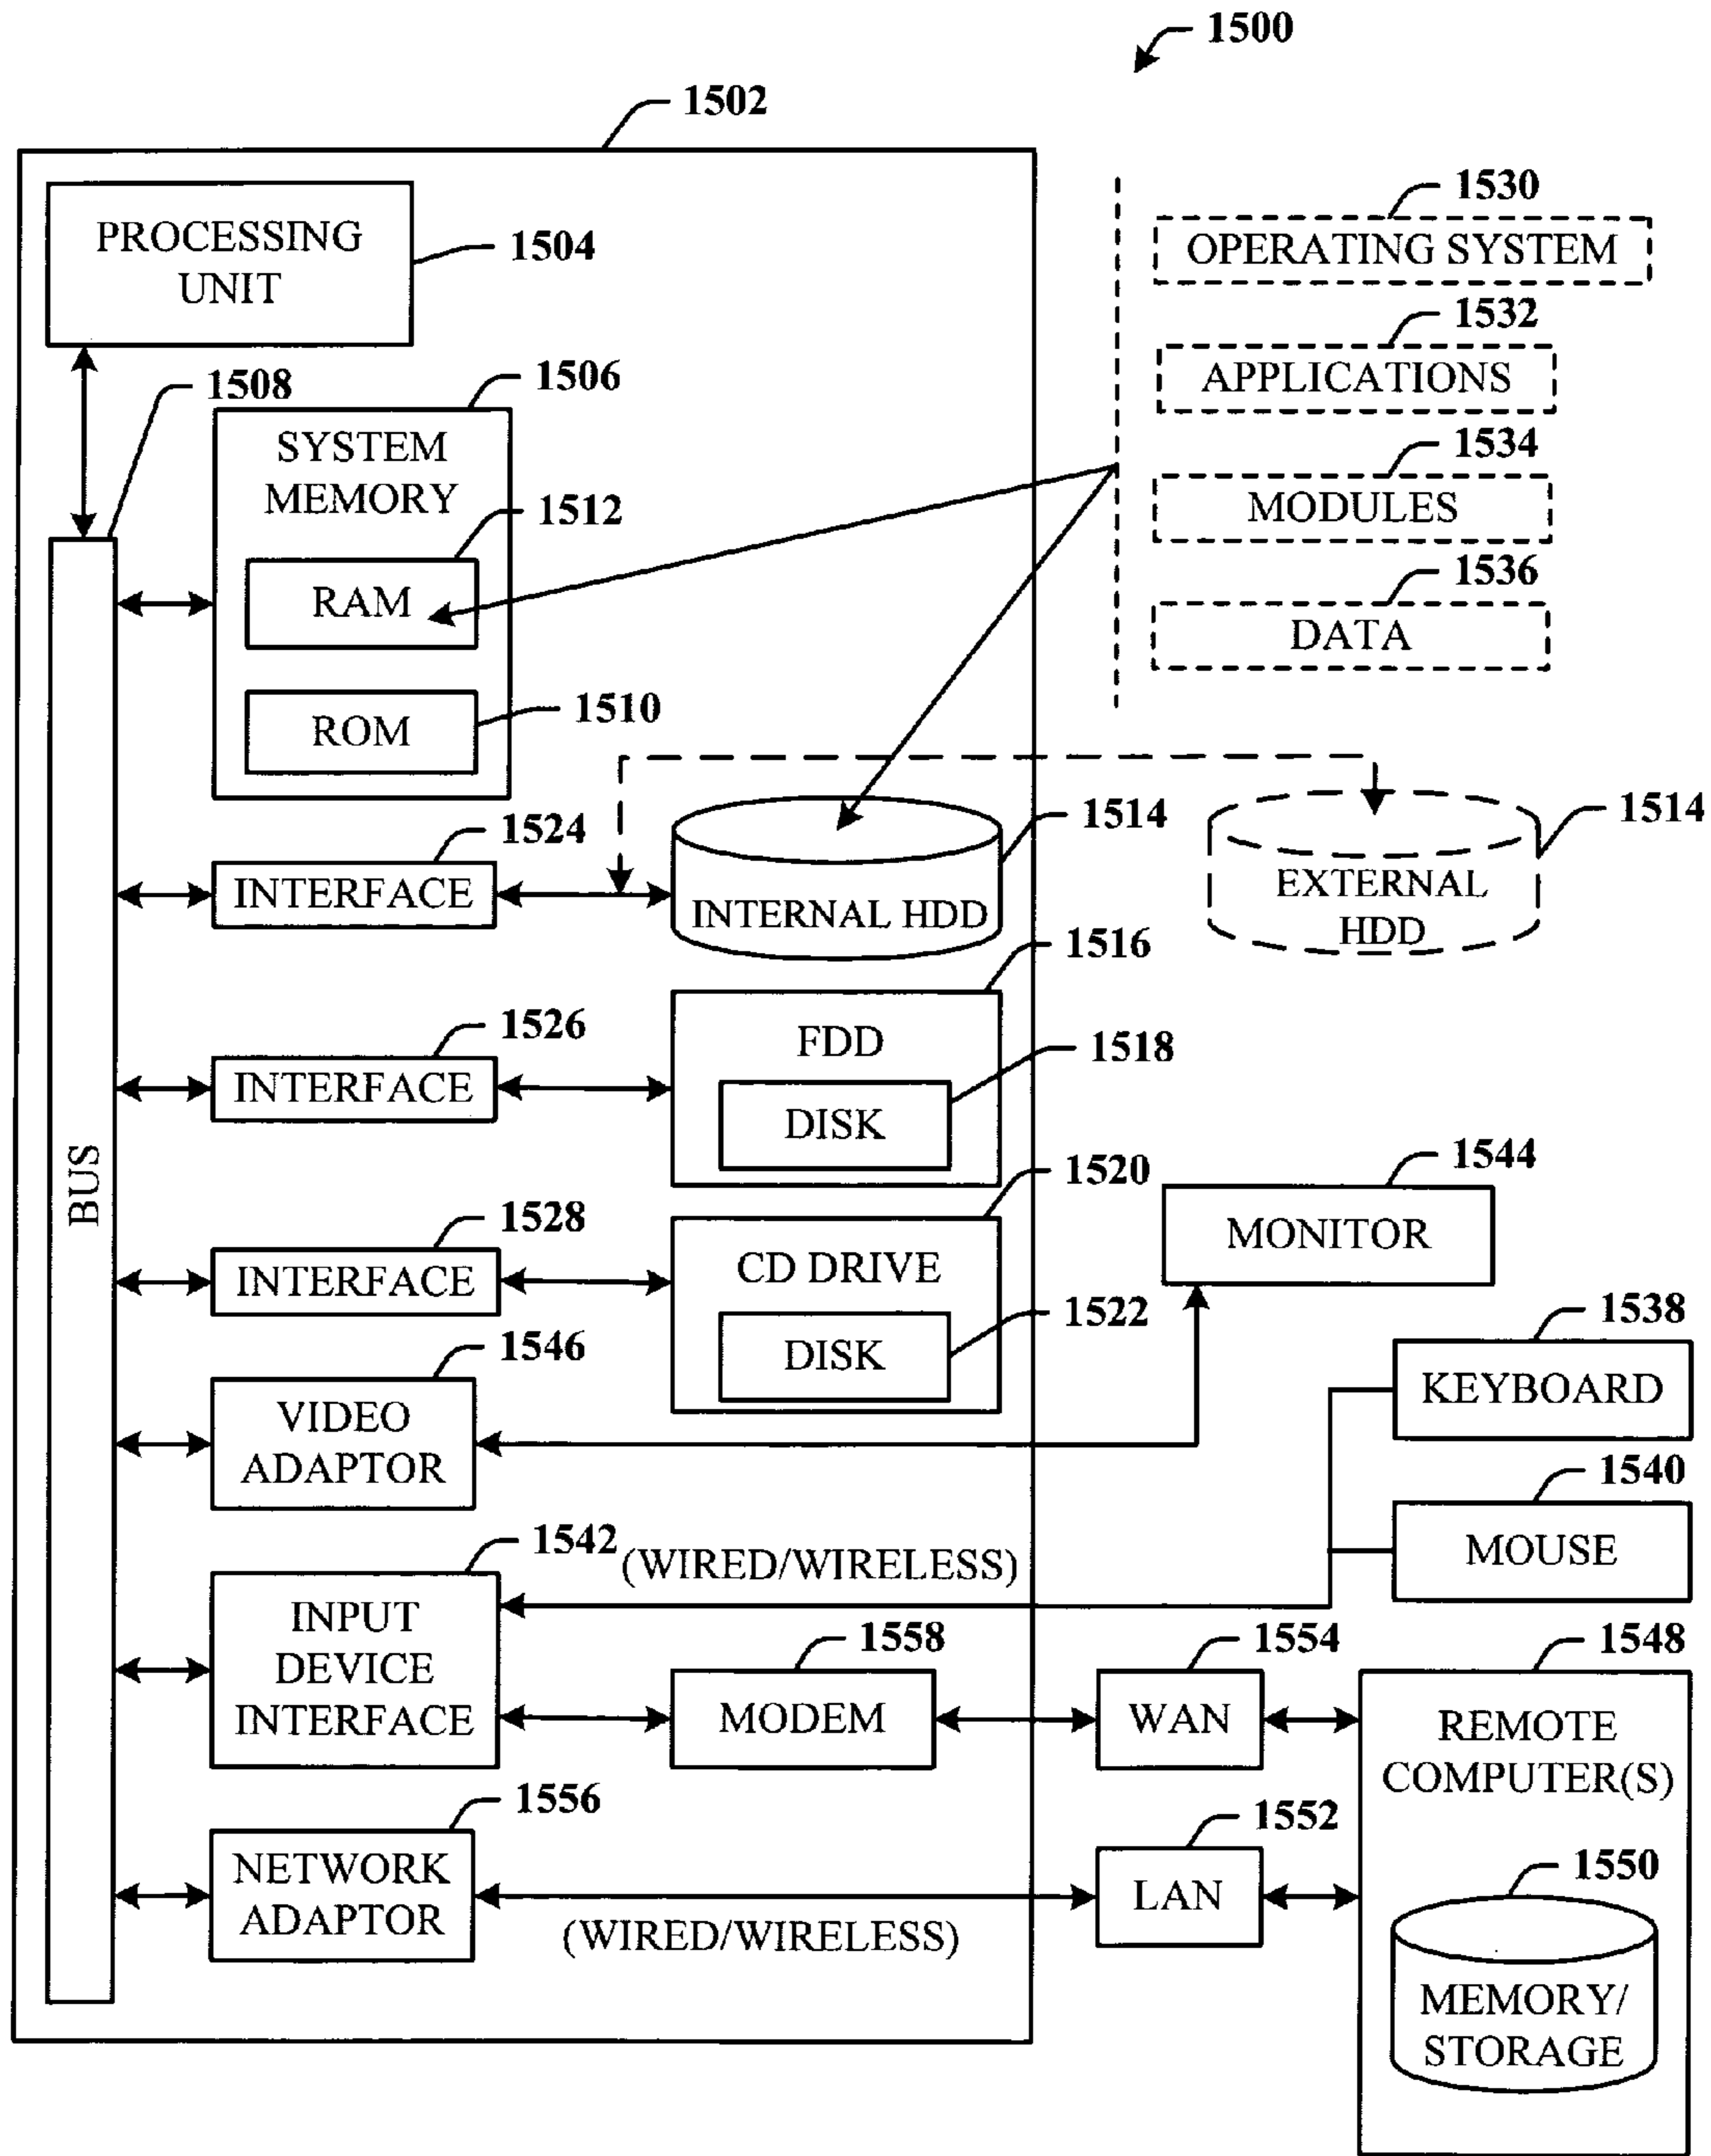 1500
1502
PROCESSING
UNIT
1504
1530
OPERATING SYSTEM
1532
APPLICATIONS
1534
MODULES
1536
DATA
1508
1506
SYSTEM
MEMORY
1512
RAM
1510
ROM
1524
INTERFACE
1514
INTERNAL HDD
1514
EXTERNAL
HDD
1526
INTERFACE
1516
FDD
1518
DISK
BUS
1528
INTERFACE
1520
CD DRIVE
1522
DISK
1544
MONITOR
1546
VIDEO
ADAPTOR
1538
KEYBOARD
1540
MOUSE
1542
(WIRED/WIRELESS)
INPUT
DEVICE
INTERFACE
1558
MODEM
1554
WAN
1548
REMOTE
COMPUTER(S)
1556
NETWORK
ADAPTOR
(WIRED/WIRELESS)
1552
LAN
1550
MEMORY/
STORAGE